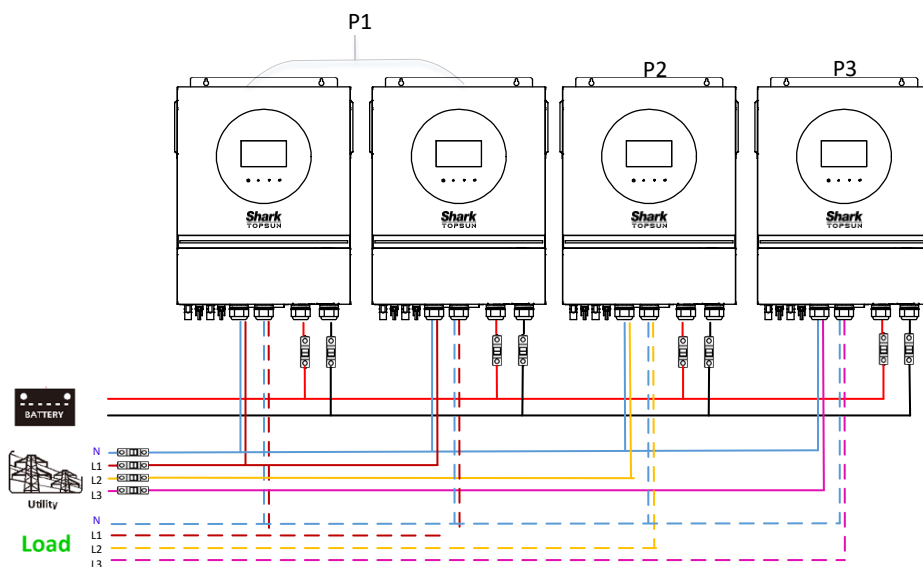 P1
P2
P3
Shark
TOPSUN
Shark
TOPSUN
Shark
TOPSUN
Shark
TOPSUN
BATTERY
N
L1
L2
L3
Utility
N
L1
L2
L3
Load